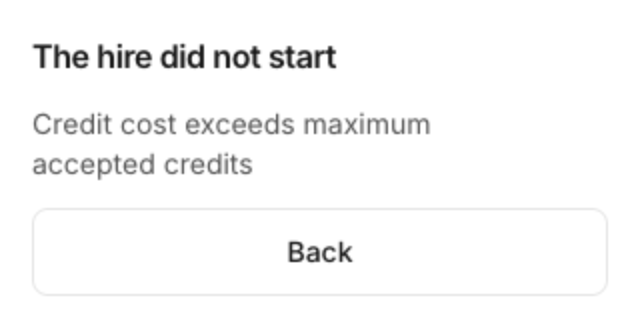 The hire did not start
Credit cost exceeds maximum
accepted credits
Back